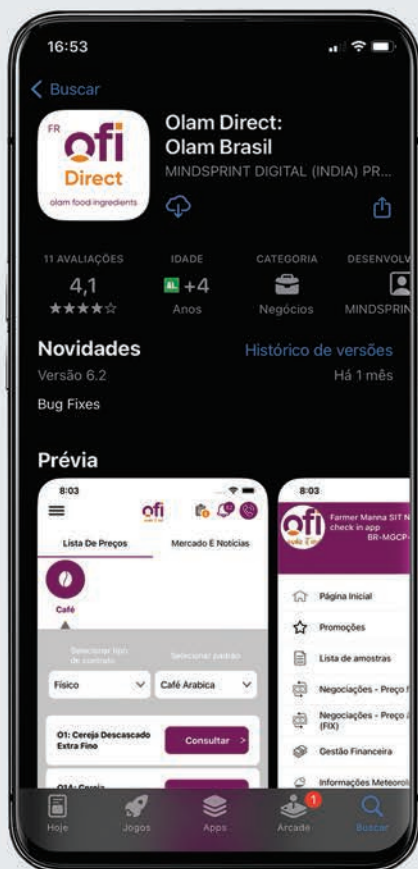 16:53
Buscar
FR
ofi
Direct
olam food ingredients
Olam Direct:
Olam Brasil
MINDSPRINT DIGITAL (INDIA) PR...
11 AVALIAÇÕES
IDADE
CATEGORIA
DESENVOLV
4,1
AL +4
★★★★☆
Anos
Negócios
MINDSPRIN
Novidades
Histórico de versões
Versão 6.2
Há 1 mês
Bug Fixes
Prévia
8:03
ofi
Lista De Preços
Mercado E Notícias
Café
Selecionar tipo
de contrato
Selecionar padrão
Físico
Café Arabica
O1: Cereja Descascado
Extra Fino
Consultar >
8:03
ofi
Farmer Manna SIT N
check in app
BR-MGCP-
Página Inicial
Promoções
Lista de amostras
Negociações - Preço f
Negociações - Preço
(FIX)
Gestão Financeira
Informações Meteorol
Hoje
Jogos
Apps
Arcade
1
Buscar